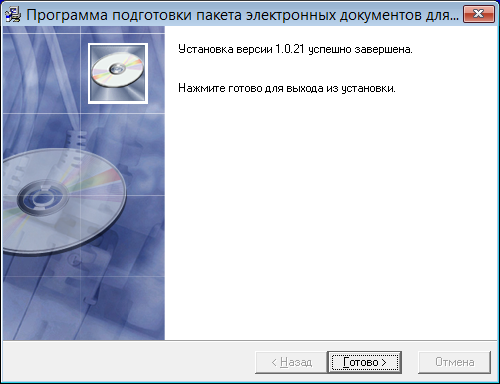 Программа подготовки пакета электронных документов для...
Установка версии 1.0.21 успешно завершена.
Нажмите готово для выхода из установки.
< Назад
Готово >
Отмена